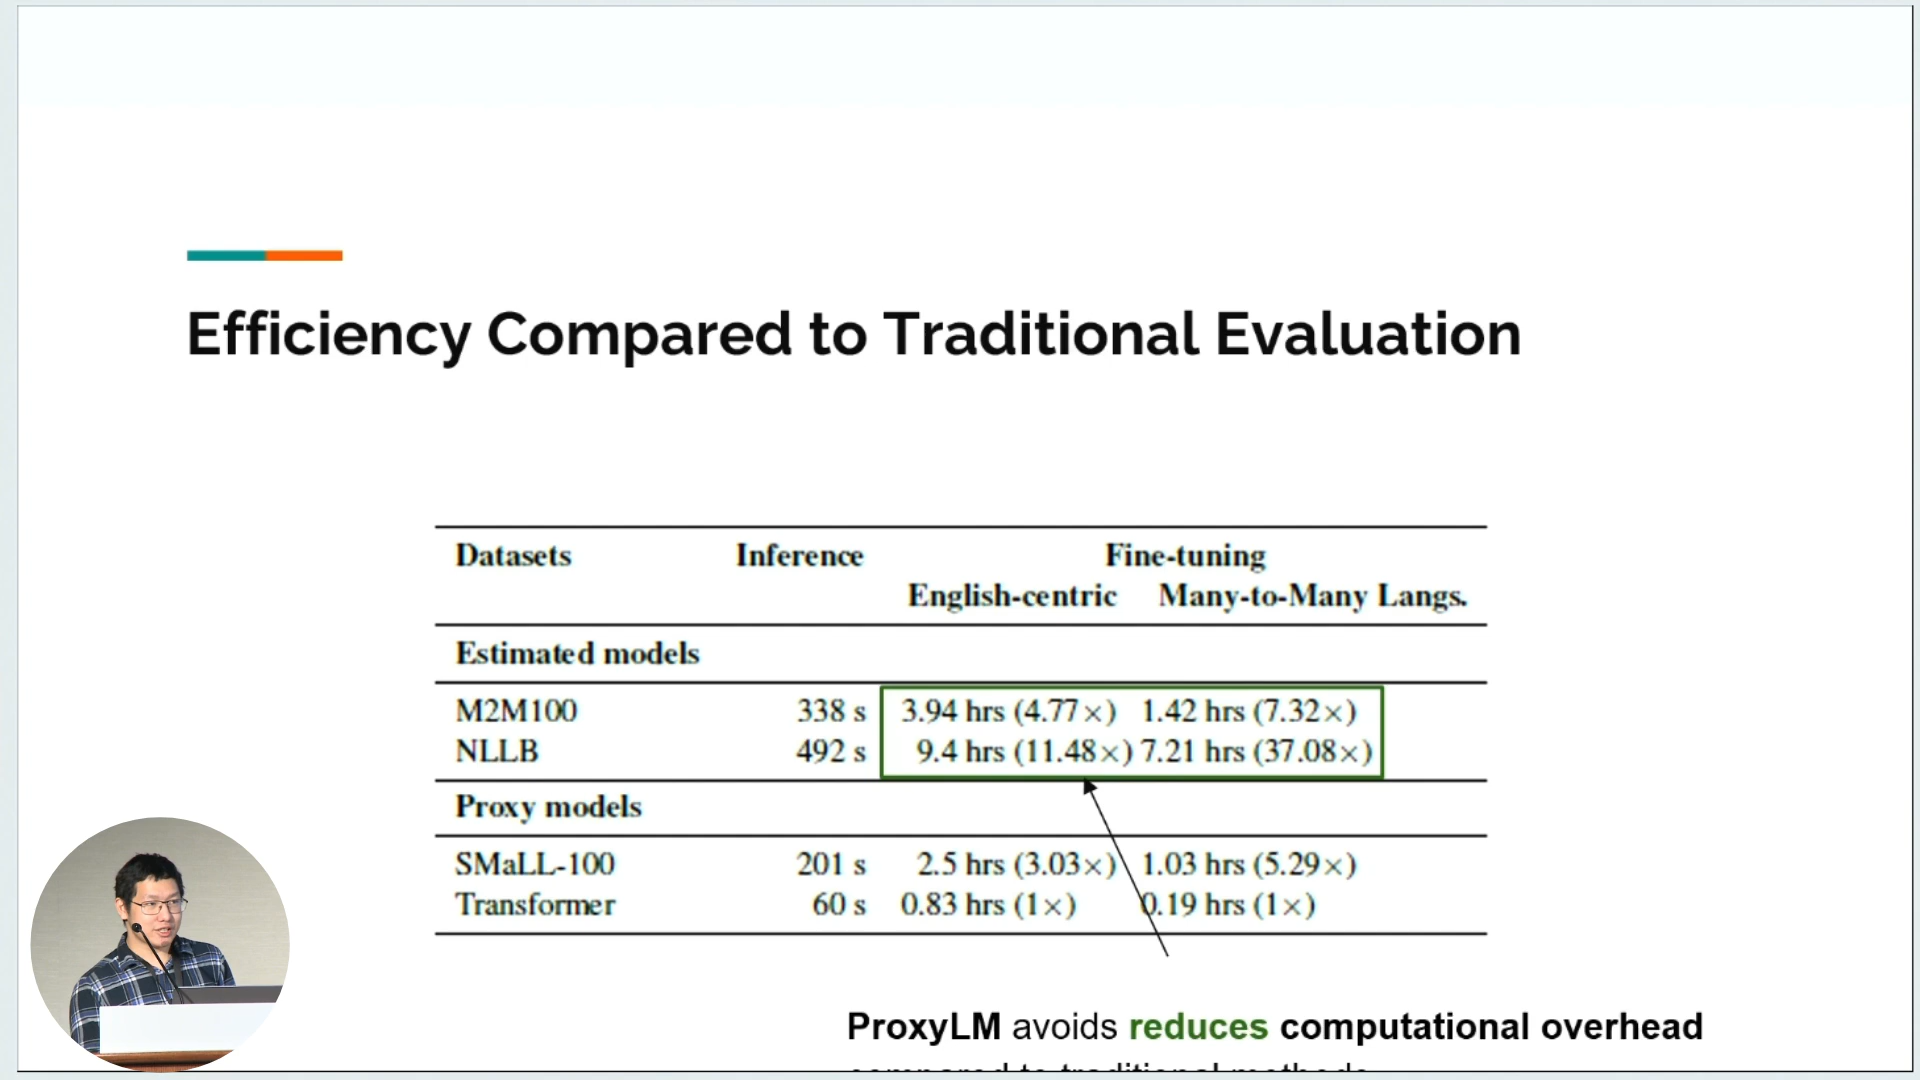 Efficiency Compared to Traditional Evaluation
Datasets Inference Fine-tuning
English-centric Many-to-Many Langs.
Estimated models
M2M100 338 s 3.94 hrs (4.77×) 1.42 hrs (7.32×)
NLLB 492 s 9.4 hrs (11.48×) 7.21 hrs (37.08×)
Proxy models
SMaLL-100 201 s 2.5 hrs (3.03×) 1.03 hrs (5.29×)
Transformer 60 s 0.83 hrs (1×) 0.19 hrs (1×)
ProxyLM avoids reduces computational overhead
compared to traditional methods